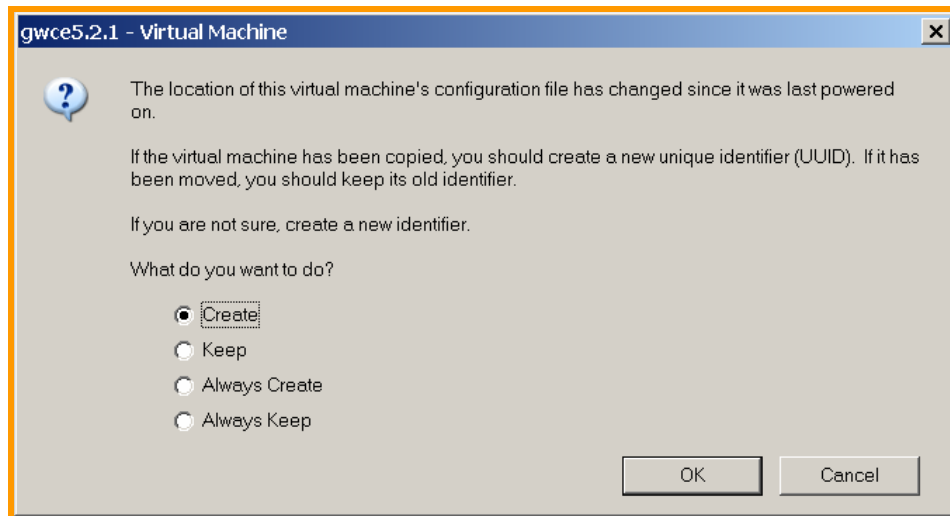 gwce5.2.1 - Virtual Machine
The location of this virtual machine's configuration file has changed since it was last powered
on.
If the virtual machine has been copied, you should create a new unique identifier (UUID). If it has
been moved, you should keep its old identifier.
If you are not sure, create a new identifier.
What do you want to do?
Create
Keep
Always Create
Always Keep
OK
Cancel